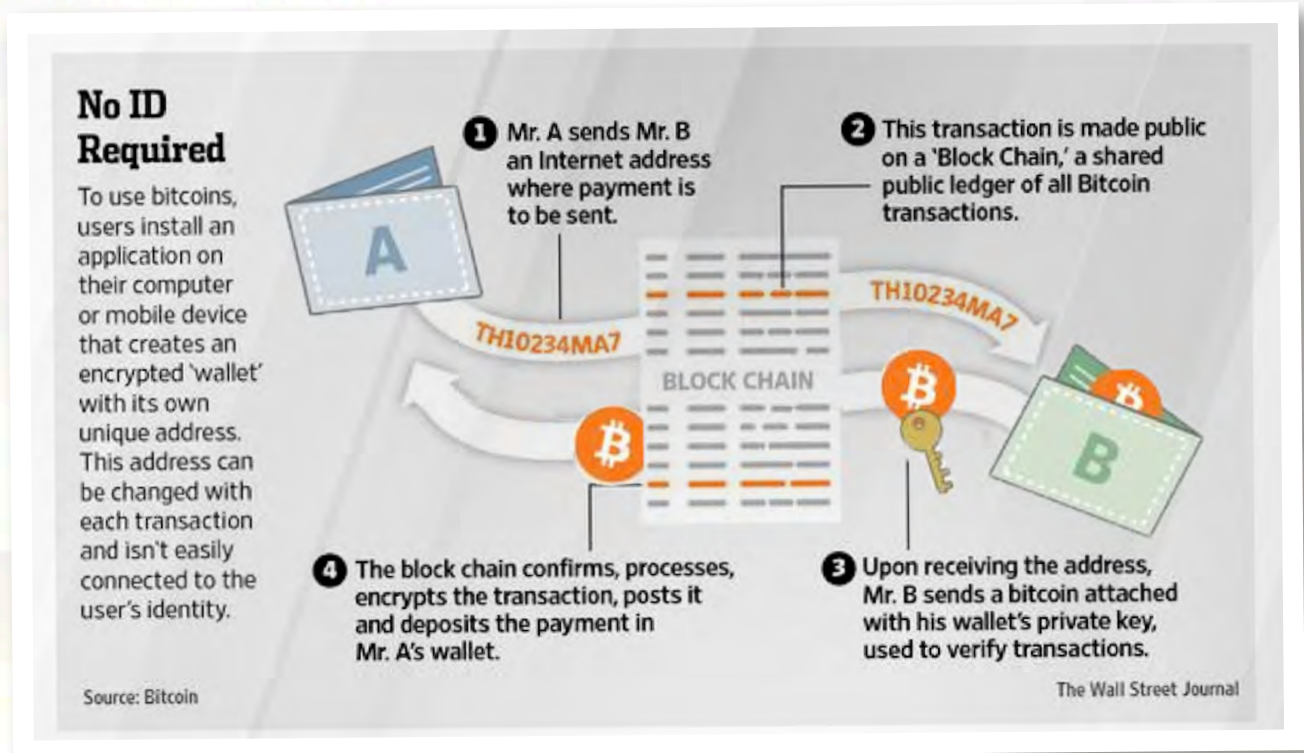 No ID
Required
To use bitcoins,
users install an
application on
their computer
or mobile device
that creates an
encrypted 'wallet'
with its own
unique address.
This address can
be changed with
each transaction
and isn't easily
connected to the
user's identity.
1 Mr. A sends Mr. B
an Internet address
where payment is
to be sent.
2 This transaction is made public
on a 'Block Chain,' a shared
public ledger of all Bitcoin
transactions.
A
TH10234MA7
BLOCK CHAIN
TH10234MA7
B
3 Upon receiving the address,
Mr. B sends a bitcoin attached
with his wallet's private key,
used to verify transactions.
4 The block chain confirms, processes,
encrypts the transaction, posts it
and deposits the payment in
Mr. A's wallet.
Source: Bitcoin
The Wall Street Journal